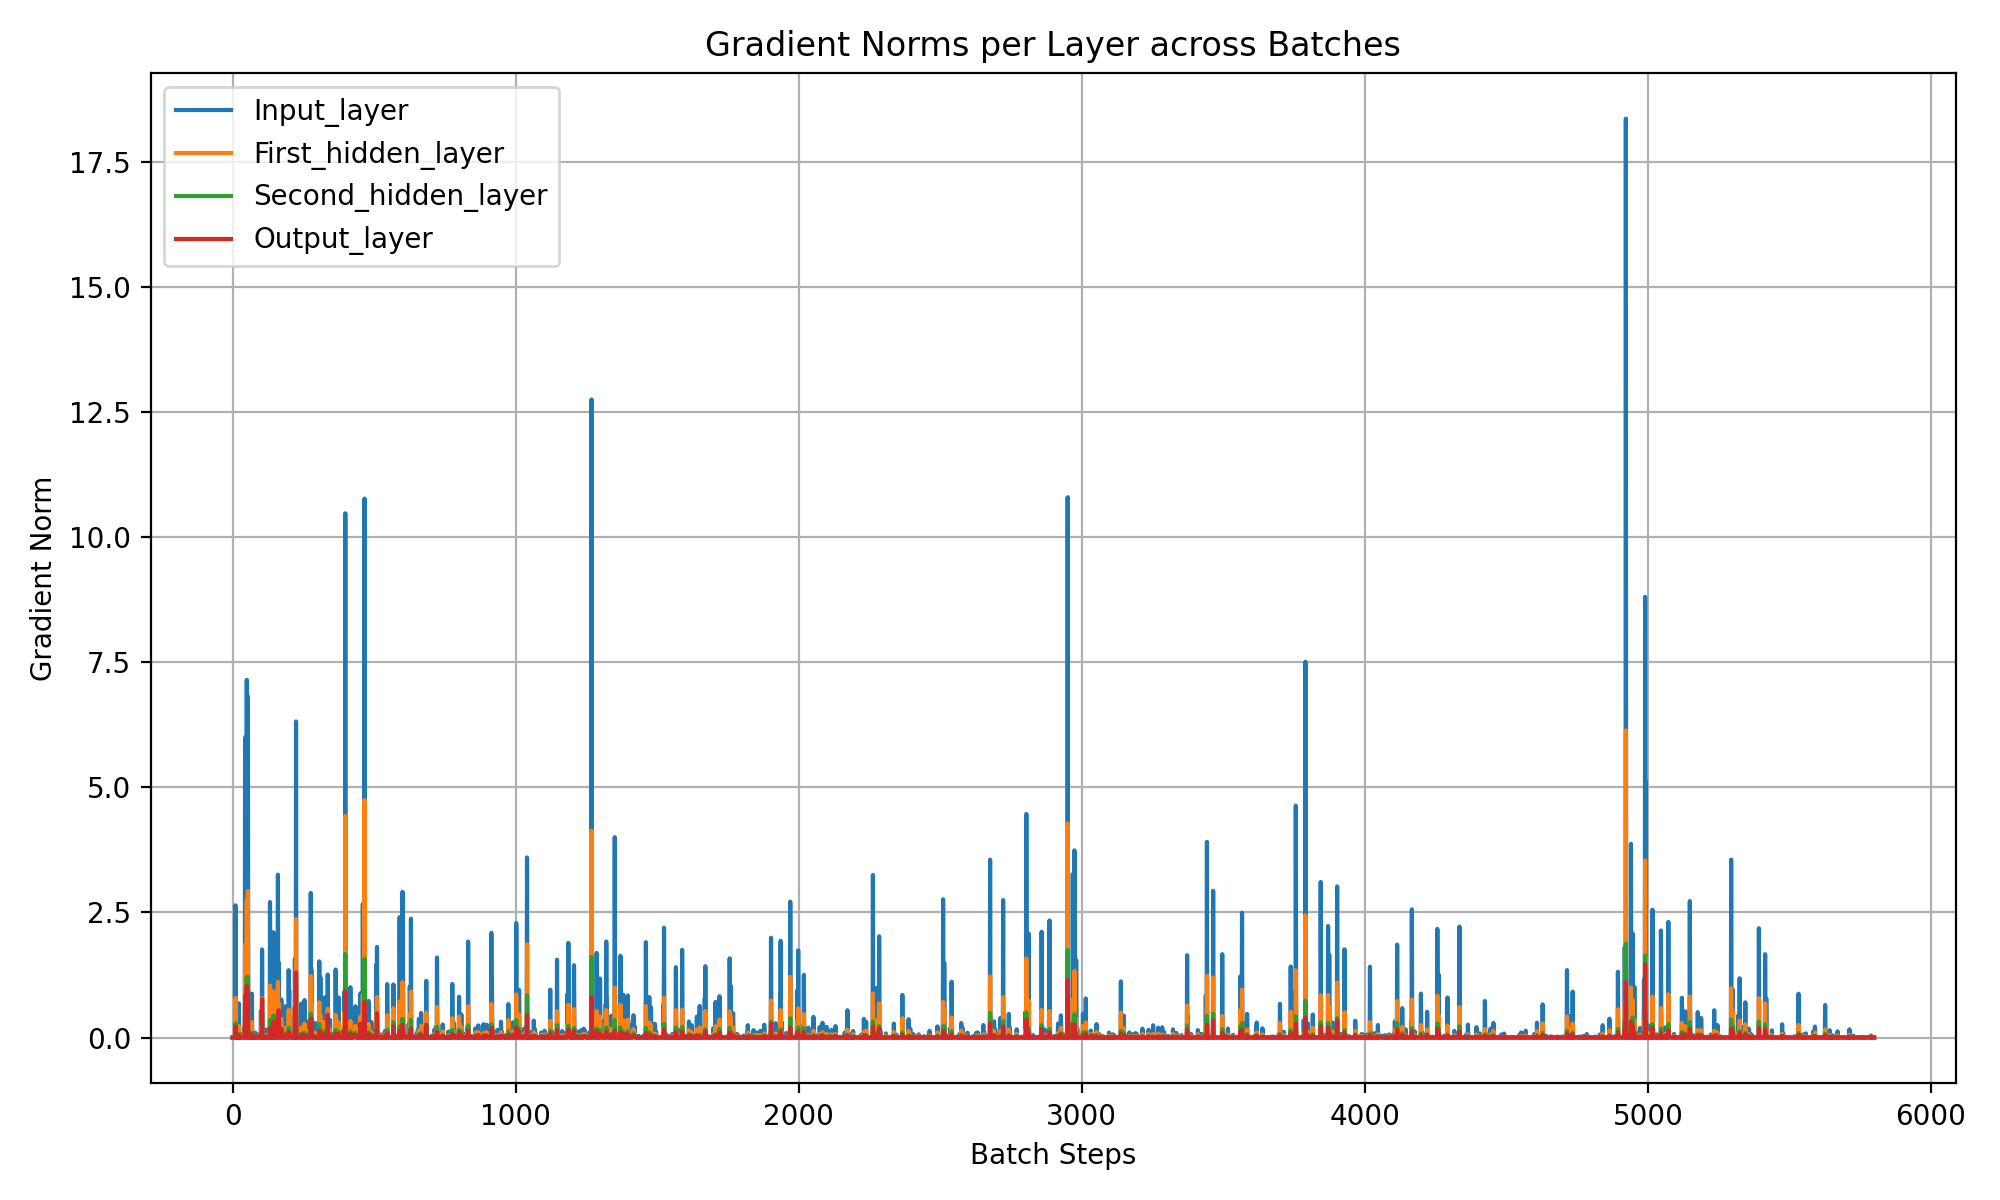 Gradient Norms per Layer across Batches
Input_layer
First_hidden_layer
Second_hidden_layer
Output_layer
Gradient Norm
17.5
15.0
12.5
10.0
7.5
5.0
2.5
0.0
0 1000 2000 3000 4000 5000 6000
Batch Steps